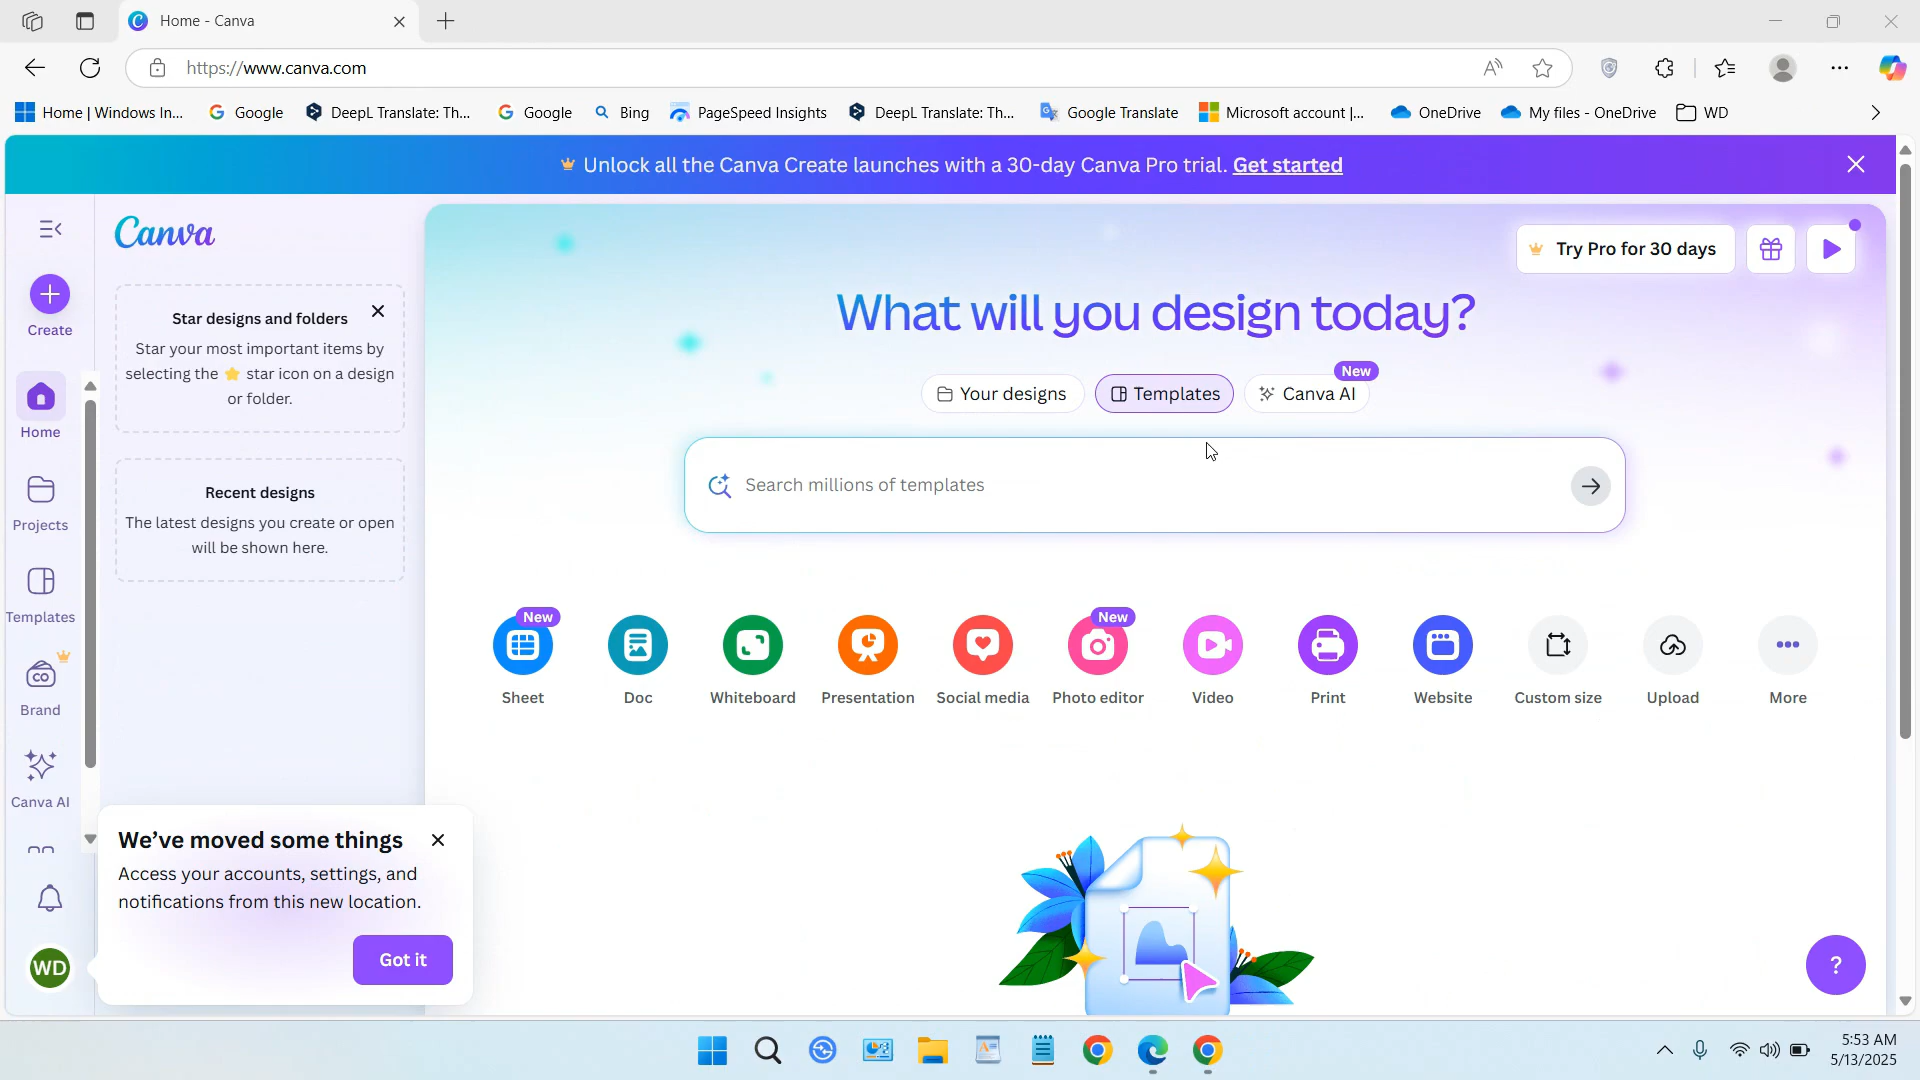 Home - Canva
https://www.canva.com
Home | Windows In...
Google
DeepL Translate: Th...
Google
Bing
PageSpeed Insights
DeepL Translate: Th...
Google Translate
Microsoft account |...
OneDrive
My files - OneDrive
WD
Unlock all the Canva Create launches with a 30-day Canva Pro trial. Get started
Canva
Create
Home
Projects
Templates
Brand
Canva AI
WD
Star designs and folders
Star your most important items by
selecting the ⭐ star icon on a design
or folder.
Recent designs
The latest designs you create or open
will be shown here.
We've moved some things
Access your accounts, settings, and
notifications from this new location.
Got it
Try Pro for 30 days
What will you design today?
Your designs
Templates
Canva AI
New
Search millions of templates
New
Sheet
Doc
Whiteboard
Presentation
Social media
New
Photo editor
Video
Print
Website
Custom size
Upload
More
?
5:53 AM
5/13/2025